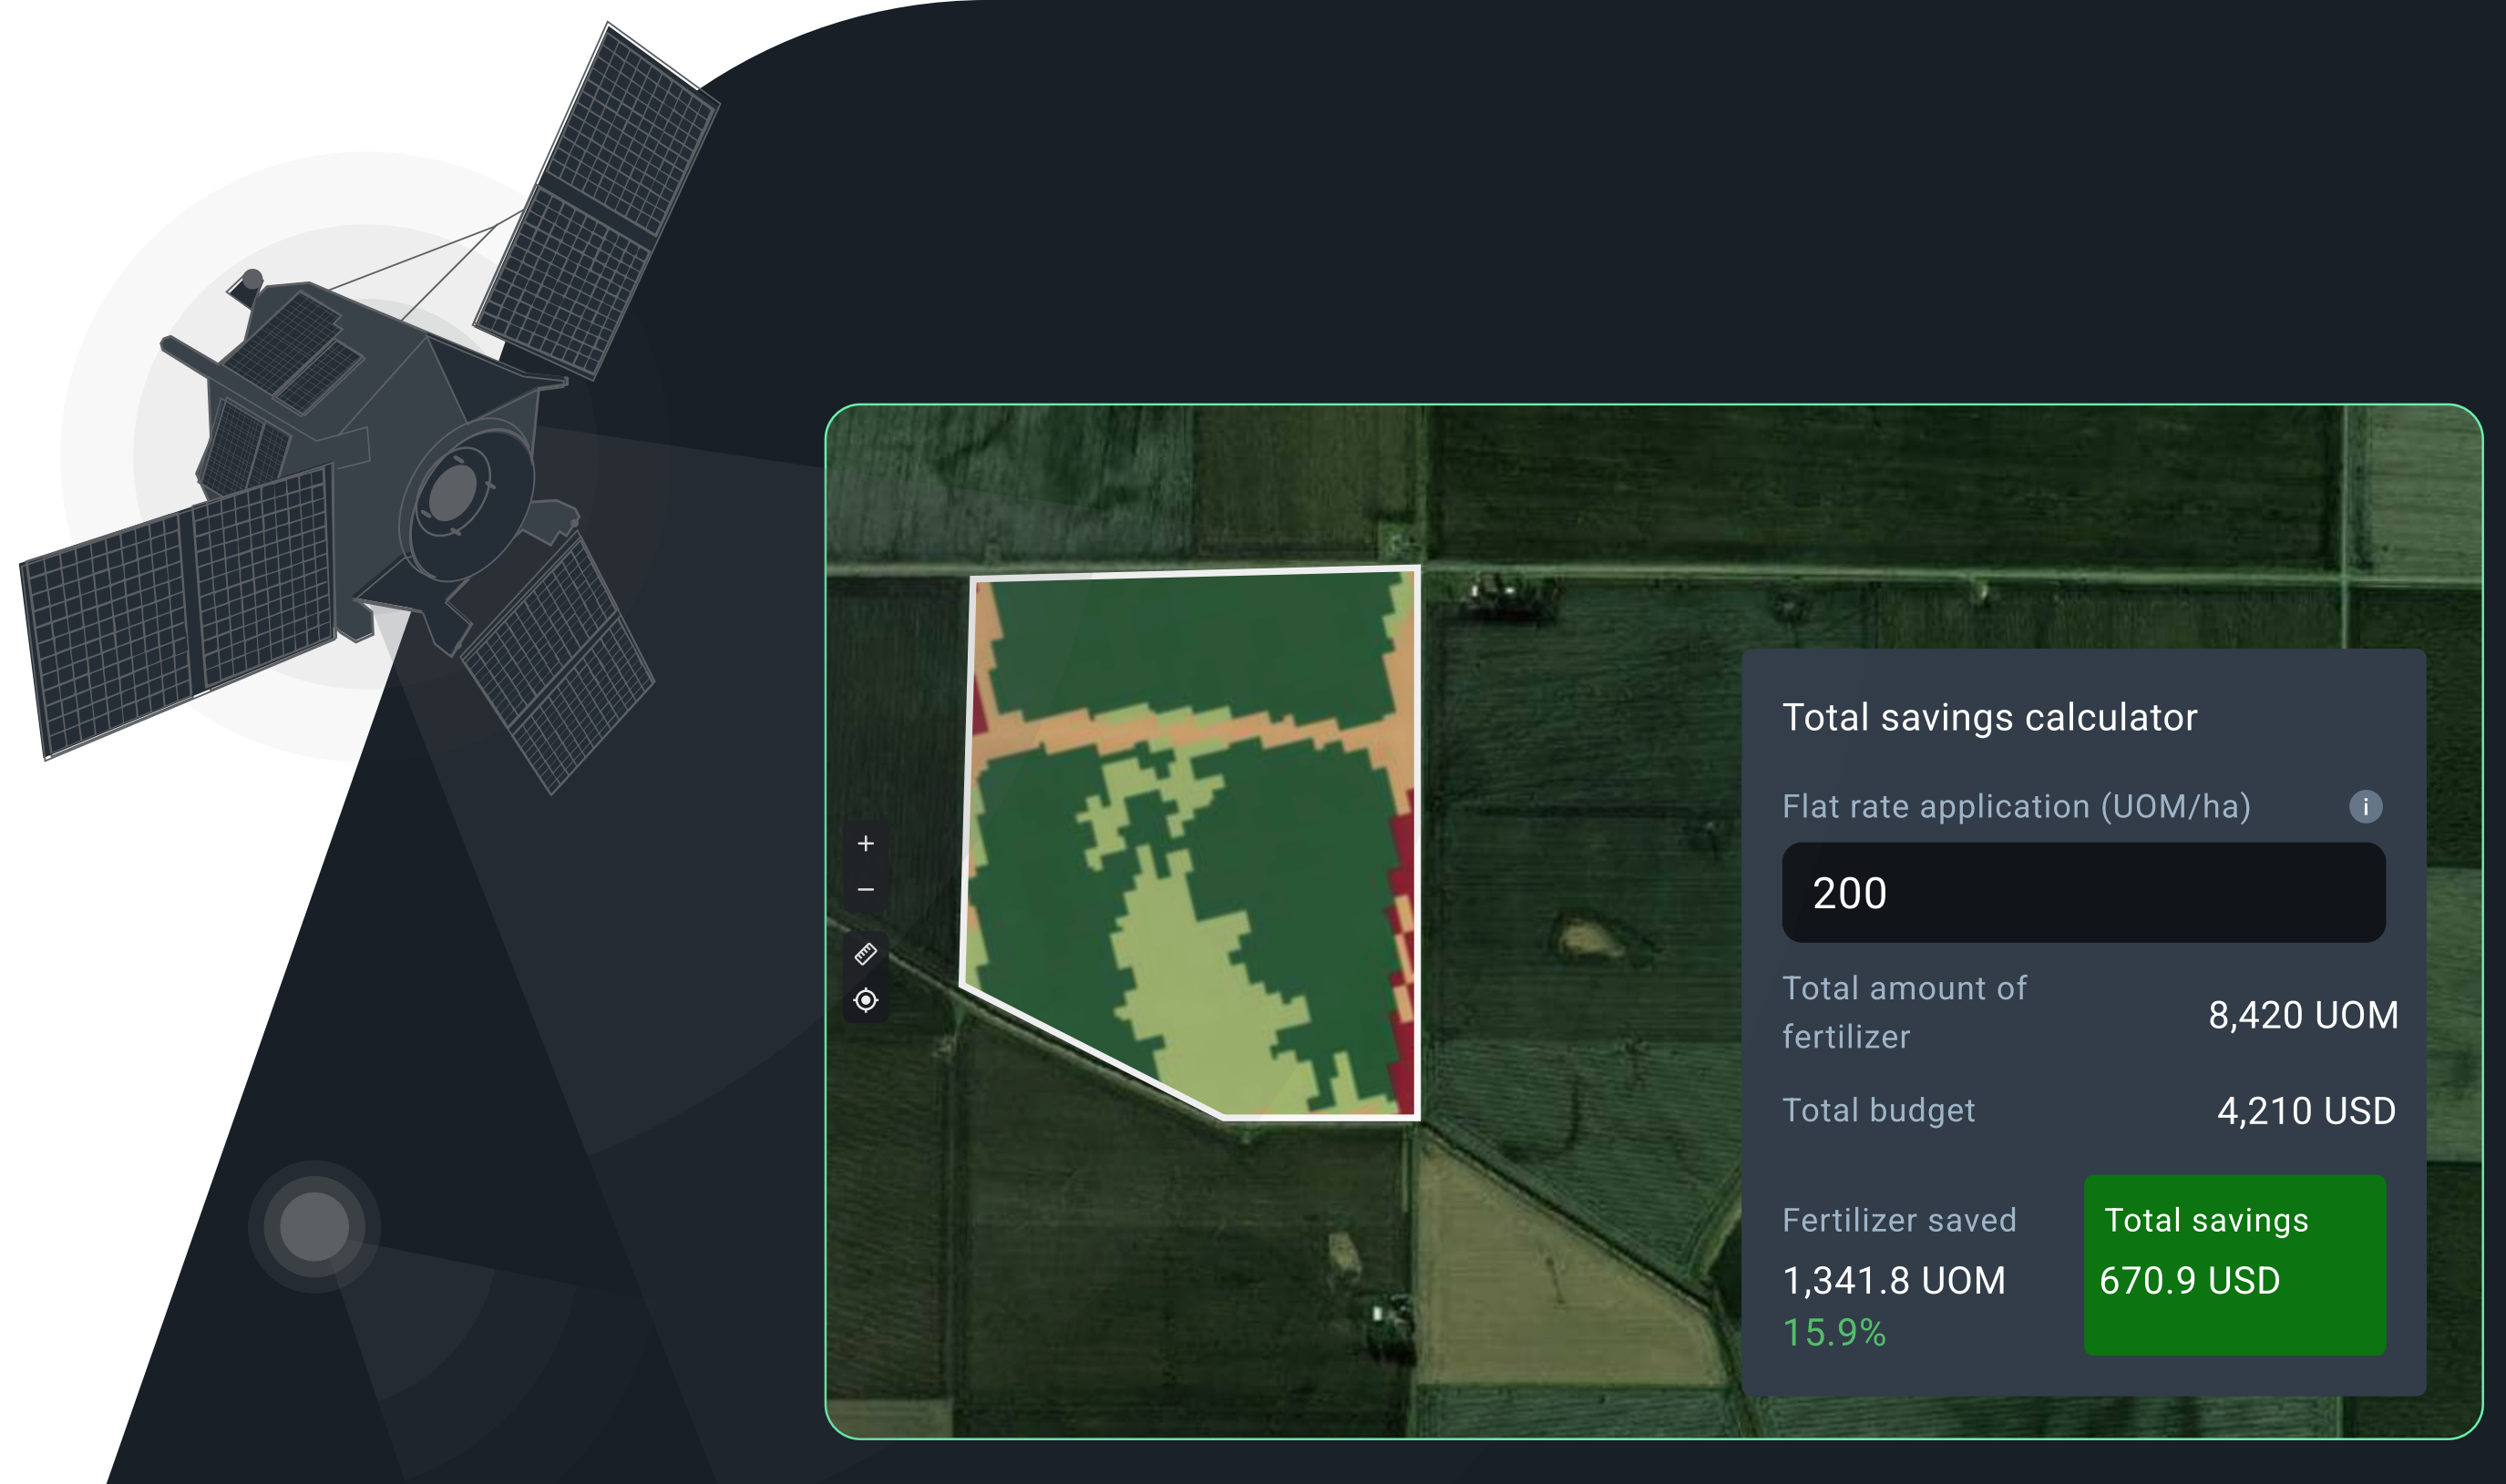 Total savings calculator
Flat rate application (UOM/ha)
i
200
Total amount of
fertilizer
8,420 UOM
Total budget
4,210 USD
Fertilizer saved
1,341.8 UOM
15.9%
Total savings
670.9 USD